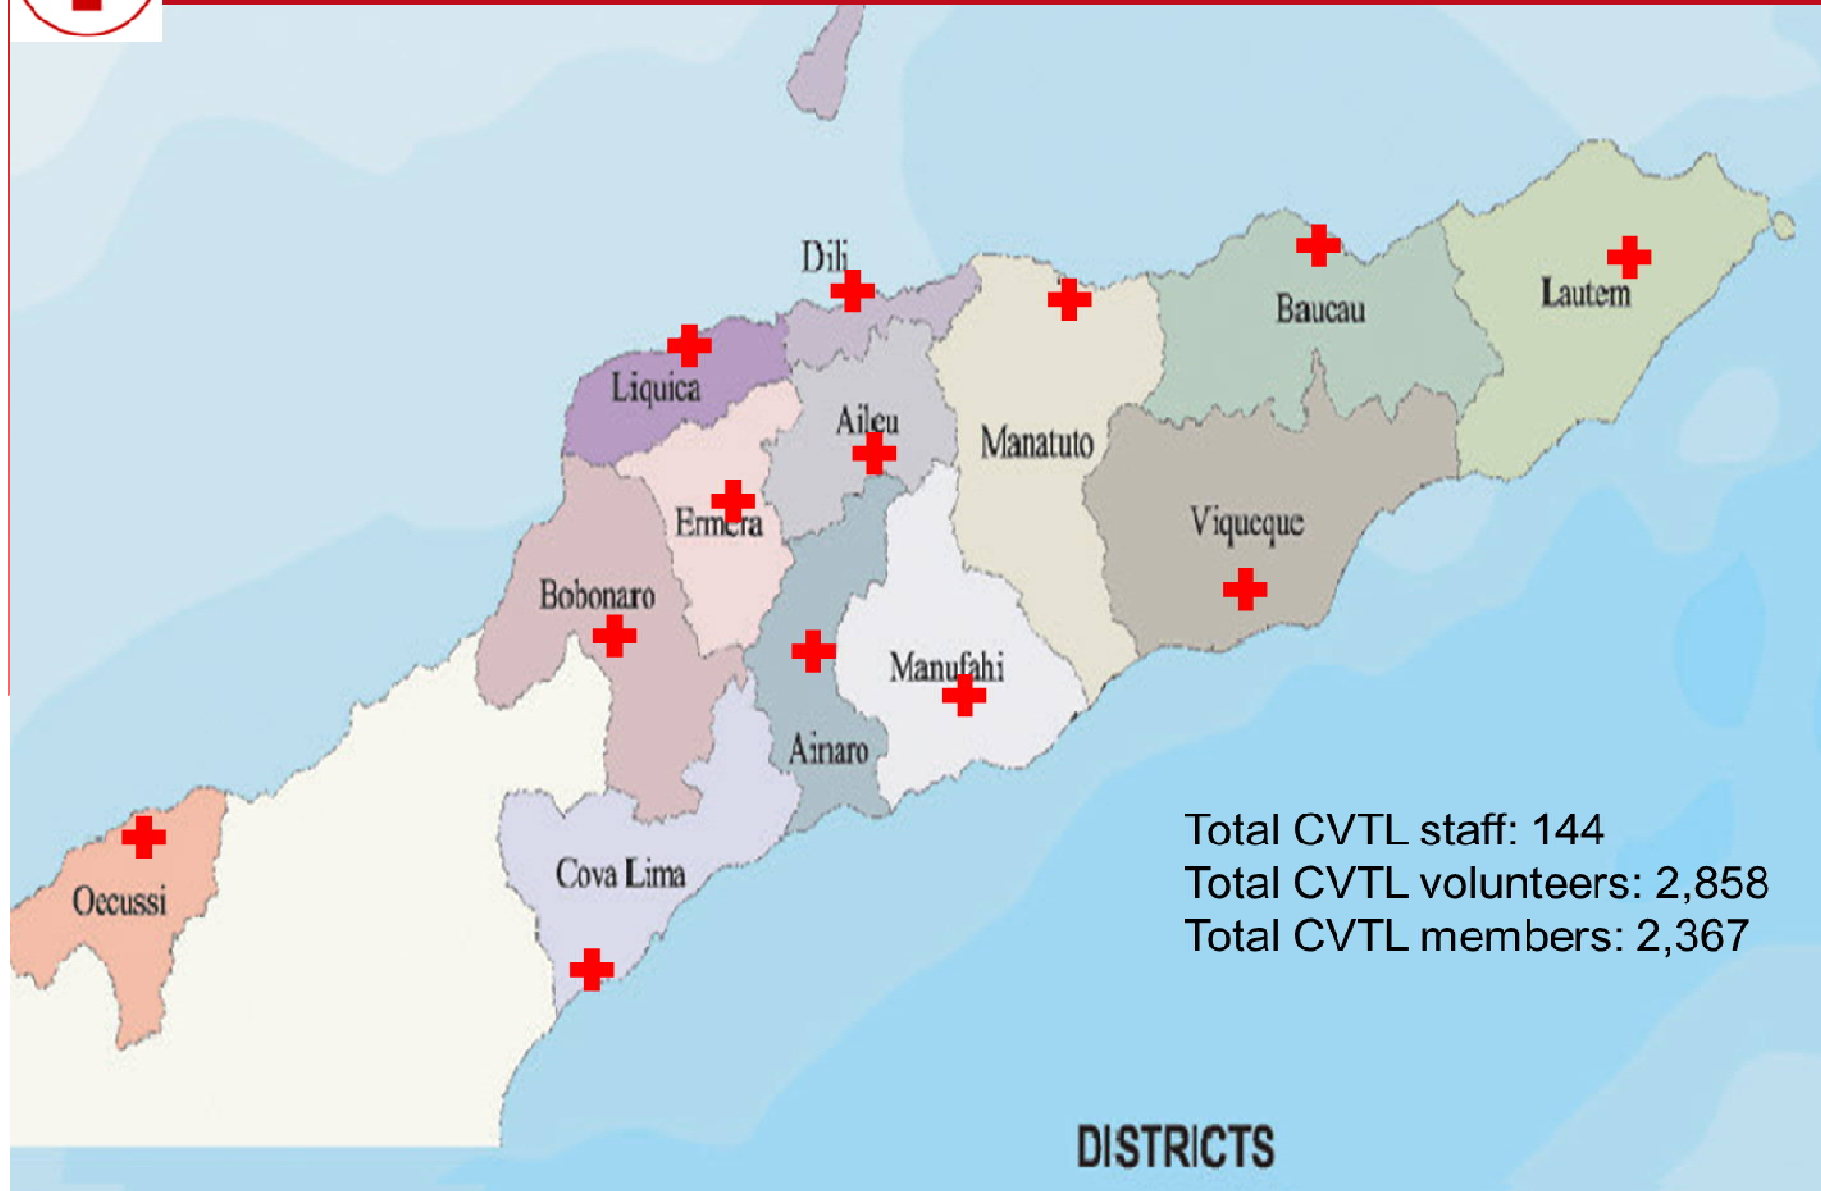 Dili
Baucau
Lautem
Liquica
Aileu
Manatuto
Ermera
Viqueque
Bobonaro
Manufahi
Ainaro
Total CVTL staff: 144
Total CVTL volunteers: 2,858
Total CVTL members: 2,367
Cova Lima
Occussi
DISTRICTS